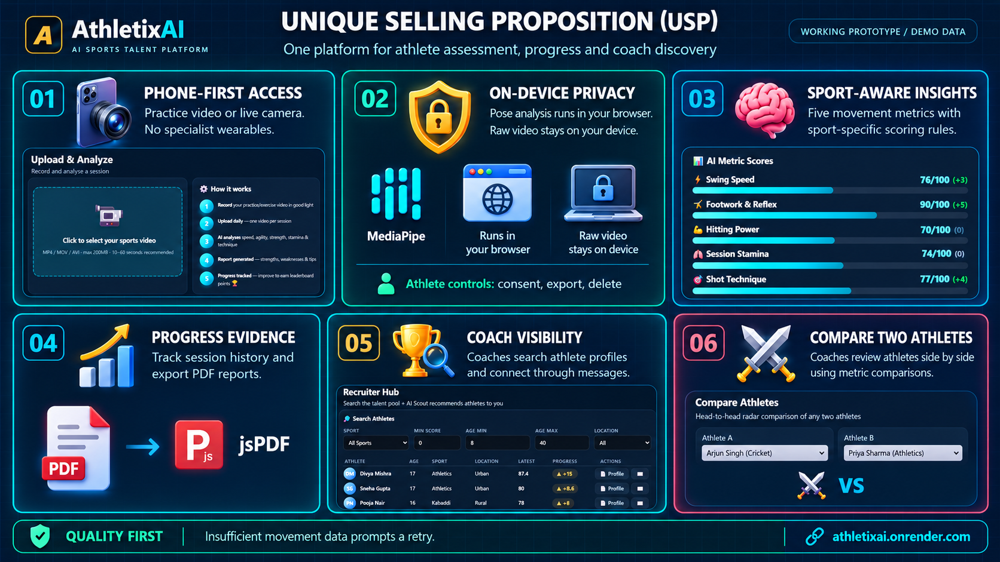 A
AthletixAI
AI SPORTS TALENT PLATFORM
UNIQUE SELLING PROPOSITION (USP)
One platform for athlete assessment, progress and coach discovery
WORKING PROTOTYPE / DEMO DATA
01
PHONE-FIRST ACCESS
Practice video or live camera.
No specialist wearables.
Upload & Analyze
Record and analyse a session
Click to select your sports video
MP4 / MOV / AVI · max 200MB · 10–60 seconds recommended
How it works
1 Record your practice/exercise video in good light
2 Upload daily — one video per session
3 AI analyses speed, agility, strength, stamina &
technique
4 Report generated — strengths, weaknesses & tips
5 Progress tracked — improve to earn leaderboard
points
02
ON-DEVICE PRIVACY
Pose analysis runs in your browser.
Raw video stays on your device.
MediaPipe
Runs in
your browser
Raw video
stays on device
Athlete controls: consent, export, delete
03
SPORT-AWARE INSIGHTS
Five movement metrics with
sport-specific scoring rules.
AI Metric Scores
Swing Speed 76/100 (+3)
Footwork & Reflex 90/100 (+5)
Hitting Power 70/100 (0)
Session Stamina 74/100 (0)
Shot Technique 77/100 (+4)
04
PROGRESS EVIDENCE
Track session history and
export PDF reports.
PDF
P
js
jsPDF
05
COACH VISIBILITY
Coaches search athlete profiles
and connect through messages.
Recruiter Hub
Search the talent pool + AI Scout recommends athletes to you
Search Athletes
SPORT MIN SCORE AGE MIN AGE MAX LOCATION
All Sports 0 8 40 All
ATHLETE AGE SPORT LOCATION LATEST PROGRESS ACTIONS
DM Divya Mishra 17 Athletics Urban 87.4 ▲ +15 Profile
SG Sneha Gupta 17 Athletics Urban 80 ▲ +8.6 Profile
PN Pooja Nair 16 Kabaddi Rural 78 ▲ +8 Profile
06
COMPARE TWO ATHLETES
Coaches review athletes side by side
using metric comparisons.
Compare Athletes
Head-to-head radar comparison of any two athletes
Athlete A Athlete B
Arjun Singh (Cricket) Priya Sharma (Athletics)
VS
QUALITY FIRST
Insufficient movement data prompts a retry.
athletixai.onrender.com